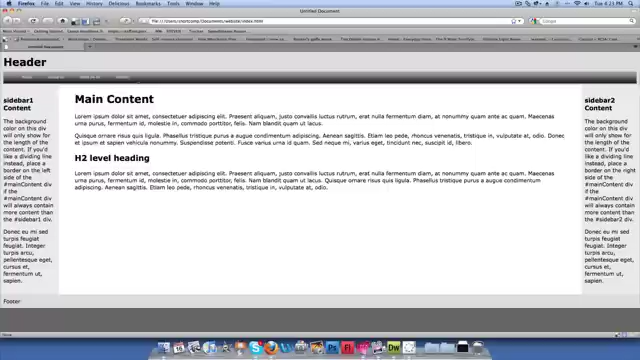 Firefox File Edit View History Bookmarks Tools Window Help
Tue 4:21 PM
Untitled Document
Header
sidebar1
Content
The background
color on this div
will only show for
the length of the
content. If you'd
like a dividing line
instead, place a
border on the left
side of the
#mainContent
div if the
#mainContent div
will always contain
more content than
the #sidebar1 div.
Donec eu mi sed
turpis feugiat
feugiat. Integer
turpis arcu,
pellentesque eget,
cursus et,
fermentum ut,
sapien.
Main Content
Lorem ipsum dolor sit amet, consectetuer adipiscing elit. Praesent aliquam, justo convallis luctus rutrum, erat nulla fermentum diam, at nonummy quam ante ac quam. Maecenas
urna purus, fermentum id, molestie in, commodo porttitor, felis. Nam blandit quam ut lacus.
Quisque ornare risus quis ligula. Phasellus tristique purus a augue condimentum adipiscing. Aenean sagittis. Etiam leo pede, rhoncus venenatis, tristique in, vulputate at, odio. Donec
et ipsum et sapien vehicula nonummy. Suspendisse potenti. Fusce varius urna id quam. Sed neque mi, varius eget, tincidunt nec, suscipit id, libero.
H2 level heading
Lorem ipsum dolor sit amet, consectetuer adipiscing elit. Praesent aliquam, justo convallis luctus rutrum, erat nulla fermentum diam, at nonummy quam ante ac quam. Maecenas
urna purus, fermentum id, molestie in, commodo porttitor, felis. Nam blandit quam ut lacus. Quisque ornare risus quis ligula. Phasellus tristique purus a augue condimentum
adipiscing. Aenean sagittis. Etiam leo pede, rhoncus venenatis, tristique in, vulputate at, odio.
sidebar2
Content
The background
color on this div
will only show for
the length of the
content. If you'd
like a dividing line
instead, place a
border on the
right side of the
#mainContent div
if the
#mainContent div
will always contain
more content than
the #sidebar2 div.
Donec eu mi sed
turpis feugiat
feugiat. Integer
turpis arcu,
pellentesque eget,
cursus et,
fermentum ut,
sapien.
Footer